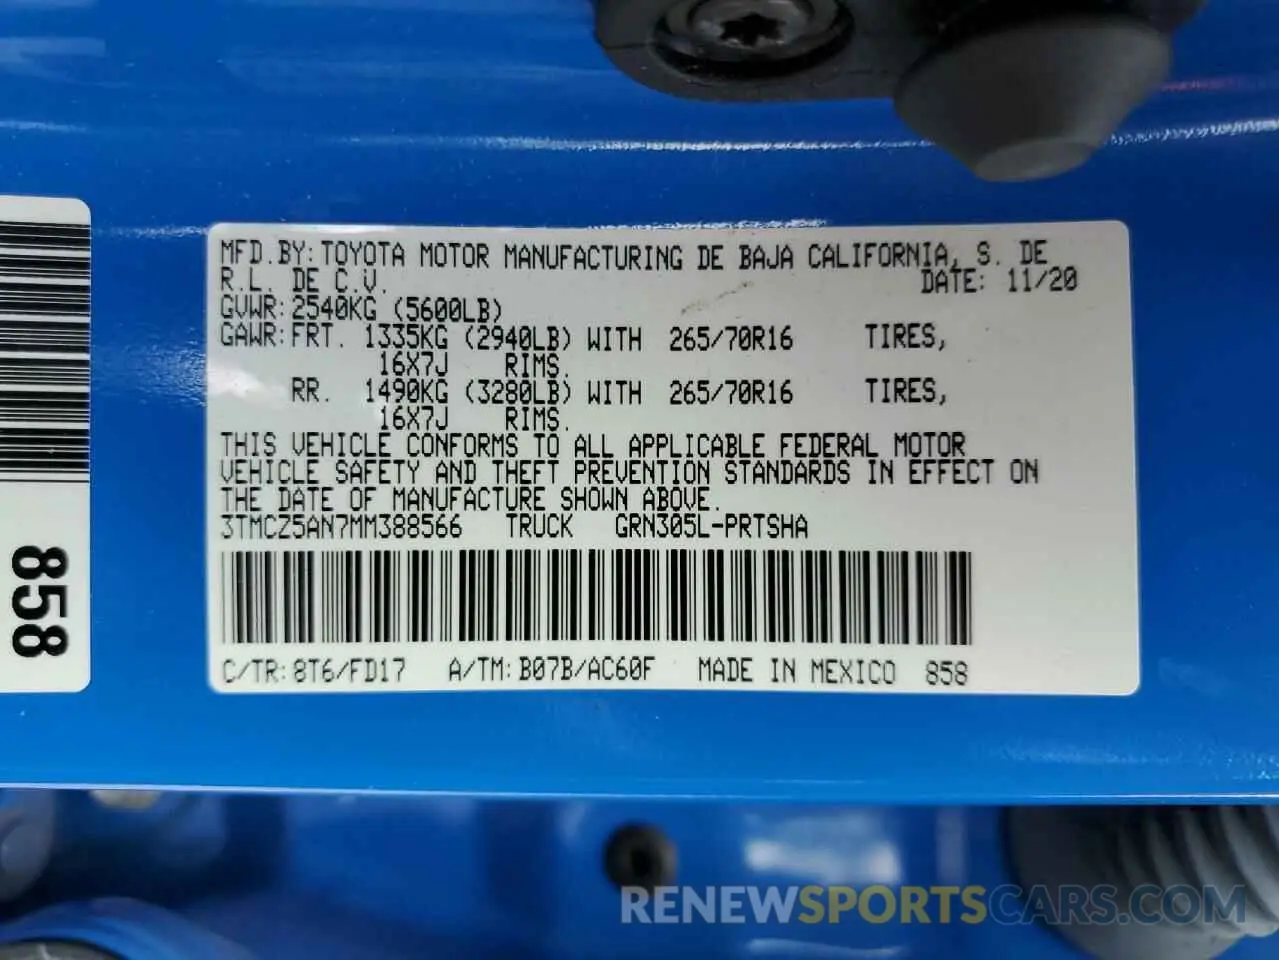 MFD.BY:TOYOTA MOTOR MANUFACTURING DE BAJA CALIFORNIA, S. DE
R.L. DE C.V. DATE: 11/20
GVWR:2540KG (5600LB)
GAWR:FRT. 1335KG (2940LB) WITH 265/70R16 TIRES,
16X7J RIMS.
RR. 1490KG (3280LB) WITH 265/70R16 TIRES,
16X7J RIMS.
THIS VEHICLE CONFORMS TO ALL APPLICABLE FEDERAL MOTOR
VEHICLE SAFETY AND THEFT PREVENTION STANDARDS IN EFFECT ON
THE DATE OF MANUFACTURE SHOWN ABOVE.
3TMCZ5AN7MM388566 TRUCK GRN305L-PRTSHA
C/TR:8T6/FD17 A/TM:B07B/AC60F MADE IN MEXICO 858
858
RENEWSPORTSCARS.COM